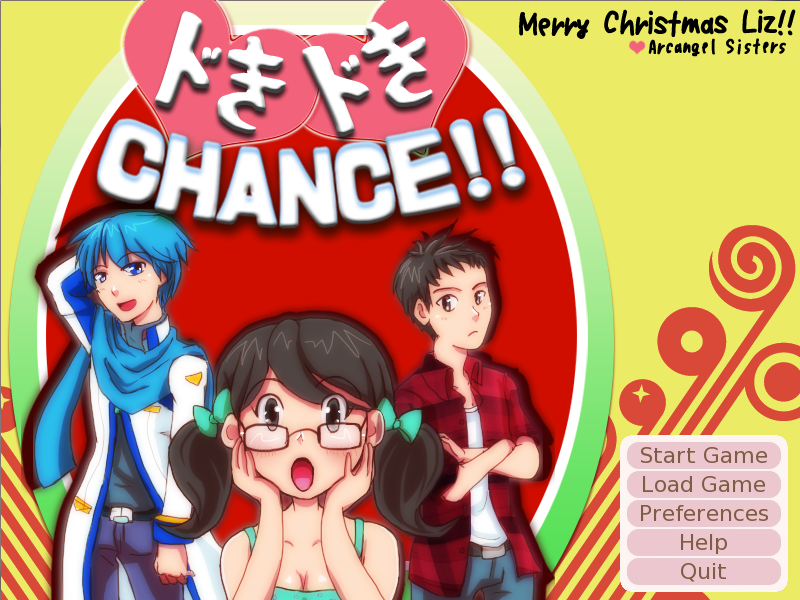 ドきドき
CHANCE!!
Merry Christmas Liz!!
❤Arcangel Sisters
Start Game
Load Game
Preferences
Help
Quit